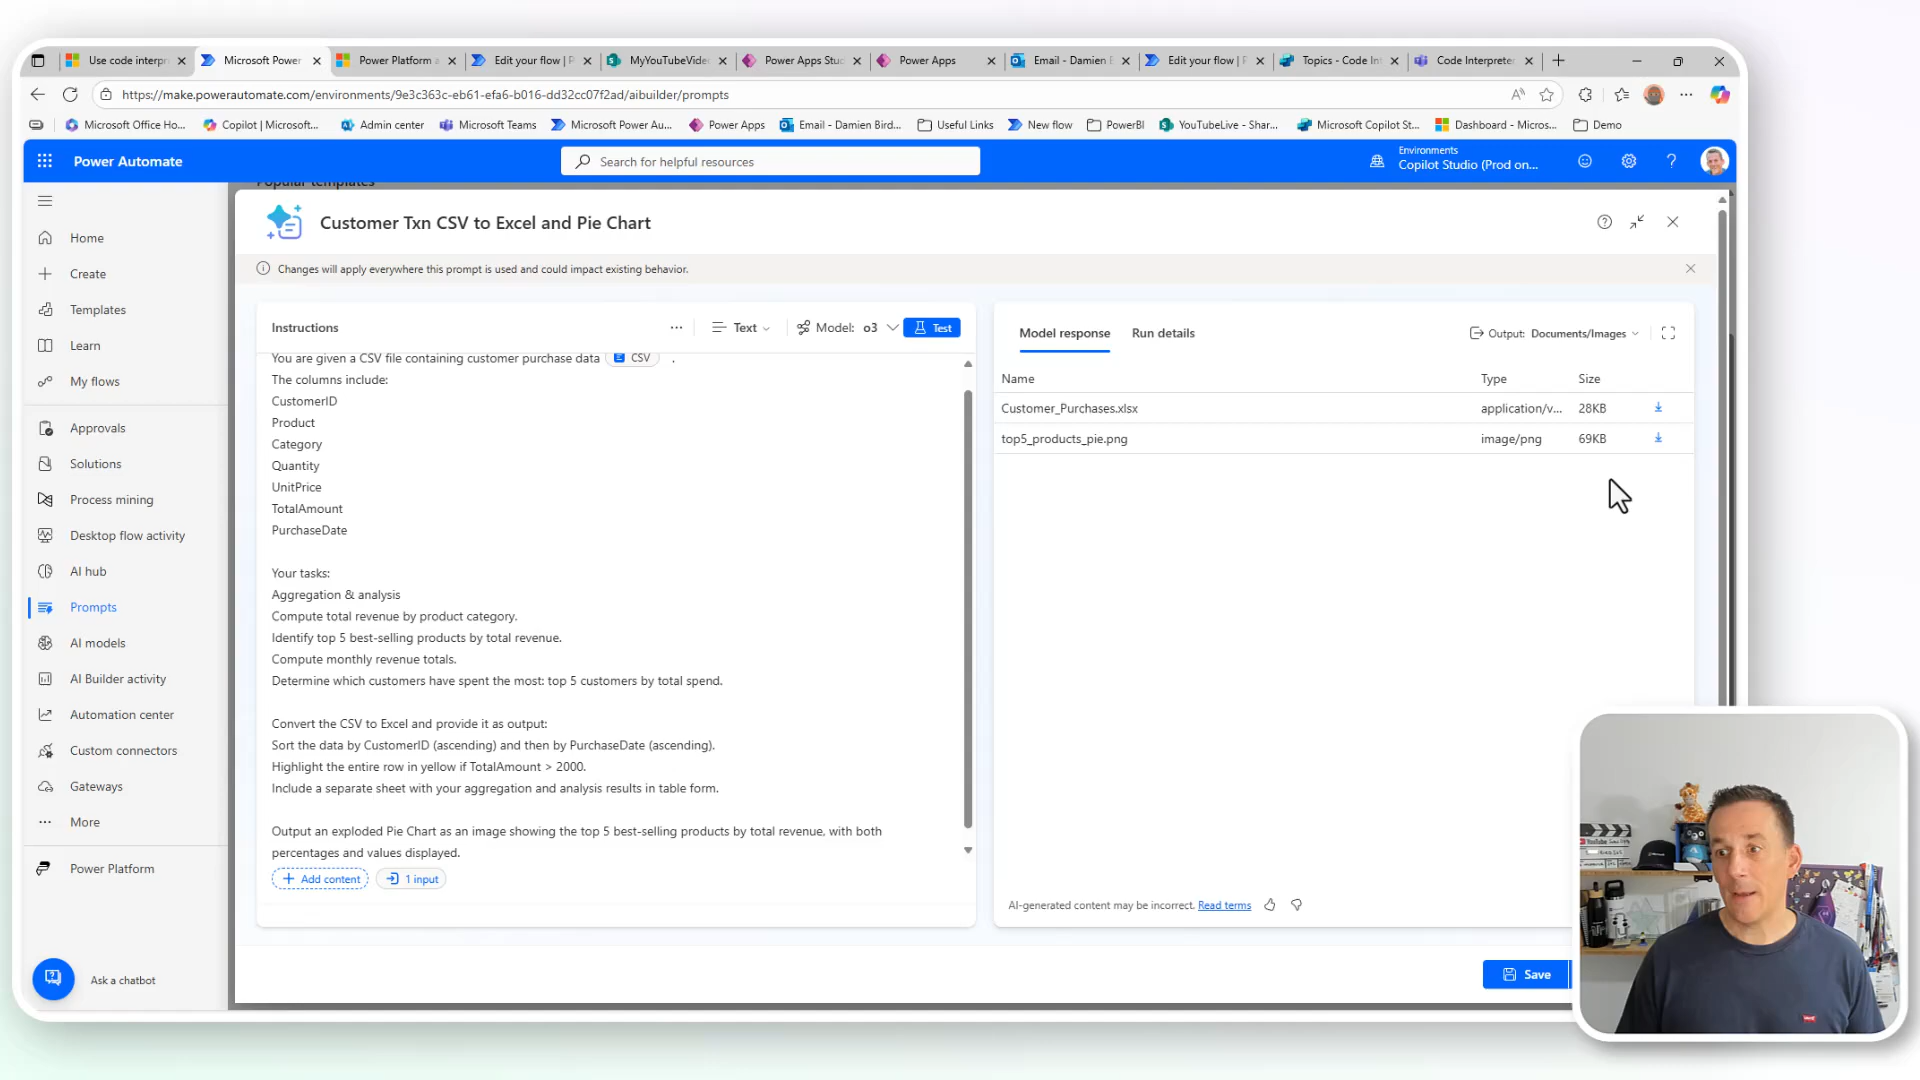 Use code interpr
Microsoft Power
Power Platform a
Edit your flow | P
MyYouTubeVide
Power Apps Stu
Power Apps
Email - Damien B
Edit your flow | P
Topics - Code Int
Code Interpreter
https://make.powerautomate.com/environments/9e3c363c-eb61-efa6-b016-dd32cc07f2ad/aibuilder/prompts
Microsoft Office Ho...
Copilot | Microsoft...
Admin center
Microsoft Teams
Microsoft Power Au...
Power Apps
Email - Damien Bird...
Useful Links
New flow
PowerBI
YouTubeLive - Shar...
Microsoft Copilot St...
Dashboard - Micros...
Demo
Power Automate
Search for helpful resources
Environments
Copilot Studio (Prod on...
Popular templates
Home
Create
Templates
Learn
My flows
Approvals
Solutions
Process mining
Desktop flow activity
AI hub
Prompts
AI models
AI Builder activity
Automation center
Custom connectors
Gateways
More
Power Platform
Ask a chatbot
Customer Txn CSV to Excel and Pie Chart
Changes will apply everywhere this prompt is used and could impact existing behavior.
Instructions
Text
Model: o3
Test
You are given a CSV file containing customer purchase data CSV .
The columns include:
CustomerID
Product
Category
Quantity
UnitPrice
TotalAmount
PurchaseDate
Your tasks:
Aggregation & analysis
Compute total revenue by product category.
Identify top 5 best-selling products by total revenue.
Compute monthly revenue totals.
Determine which customers have spent the most: top 5 customers by total spend.
Convert the CSV to Excel and provide it as output:
Sort the data by CustomerID (ascending) and then by PurchaseDate (ascending).
Highlight the entire row in yellow if TotalAmount > 2000.
Include a separate sheet with your aggregation and analysis results in table form.
Output an exploded Pie Chart as an image showing the top 5 best-selling products by total revenue, with both
percentages and values displayed.
Add content
1 input
Model response
Run details
Output: Documents/Images
Name Type Size
Customer_Purchases.xlsx application/v... 28KB
top5_products_pie.png image/png 69KB
AI-generated content may be incorrect. Read terms
Save